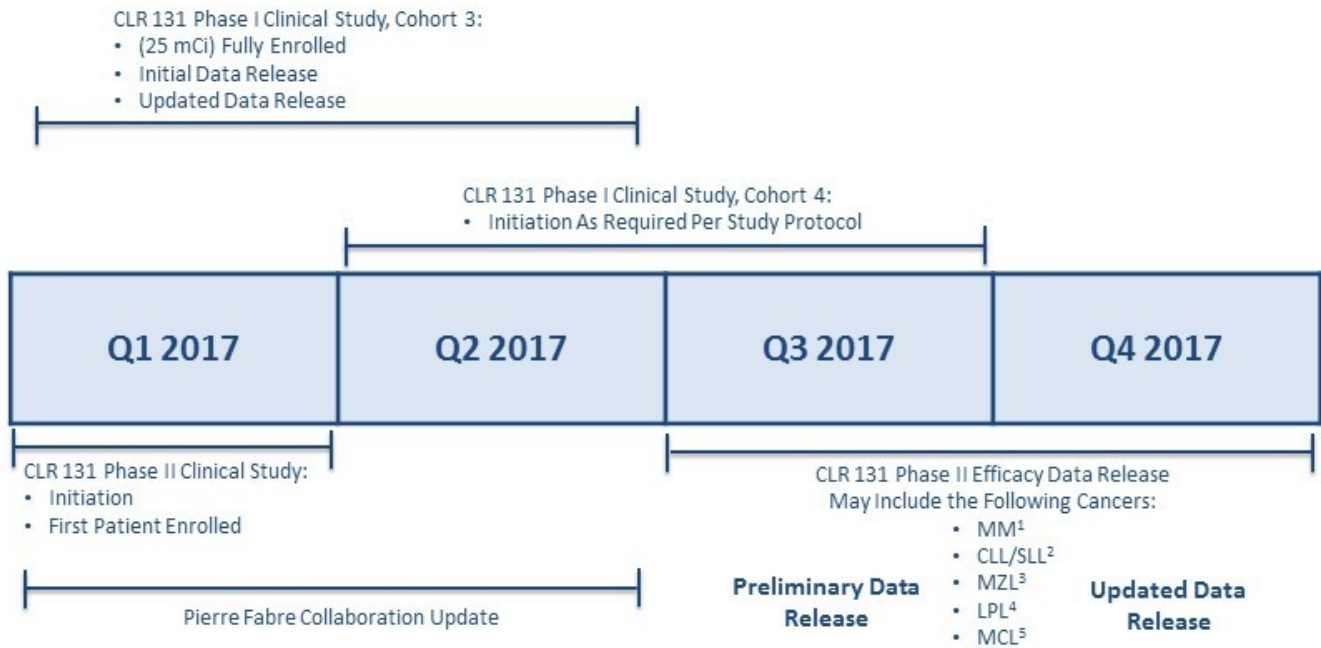 CLR 131 Phase I Clinical Study, Cohort 3:
• (25 mCi) Fully Enrolled
• Initial Data Release
• Updated Data Release
CLR 131 Phase I Clinical Study, Cohort 4:
• Initiation As Required Per Study Protocol
Q1 2017
Q2 2017
Q3 2017
Q4 2017
CLR 131 Phase II Clinical Study:
• Initiation
• First Patient Enrolled
Pierre Fabre Collaboration Update
CLR 131 Phase II Efficacy Data Release
May Include the Following Cancers:
• MM¹
• CLL/SLL²
• MZL³
• LPL⁴
• MCL⁵
Preliminary Data
Release
Updated Data
Release